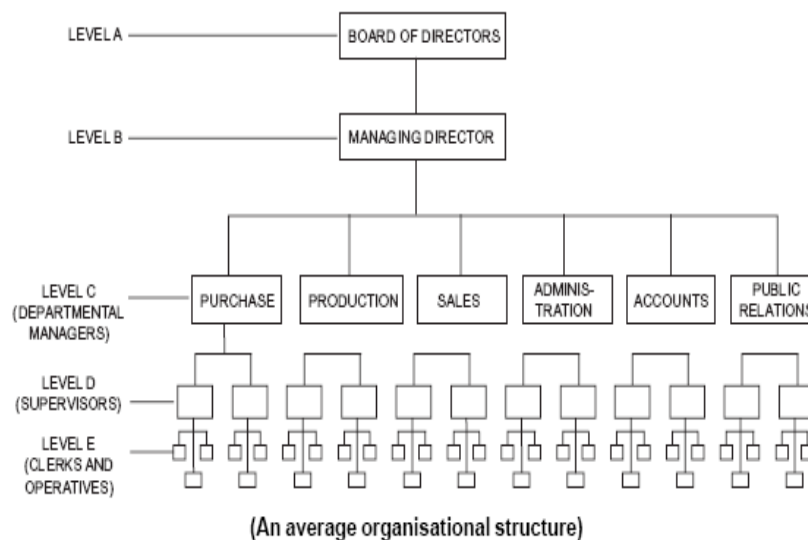 LEVEL A
BOARD OF DIRECTORS
LEVEL B
MANAGING DIRECTOR
LEVEL C
(DEPARTMENTAL
MANAGERS)
PURCHASE
PRODUCTION
SALES
ADMINIS-
TRATION
ACCOUNTS
PUBLIC
RELATIONS
LEVEL D
(SUPERVISORS)
LEVEL E
(CLERKS AND
OPERATIVES)
(An average organisational structure)